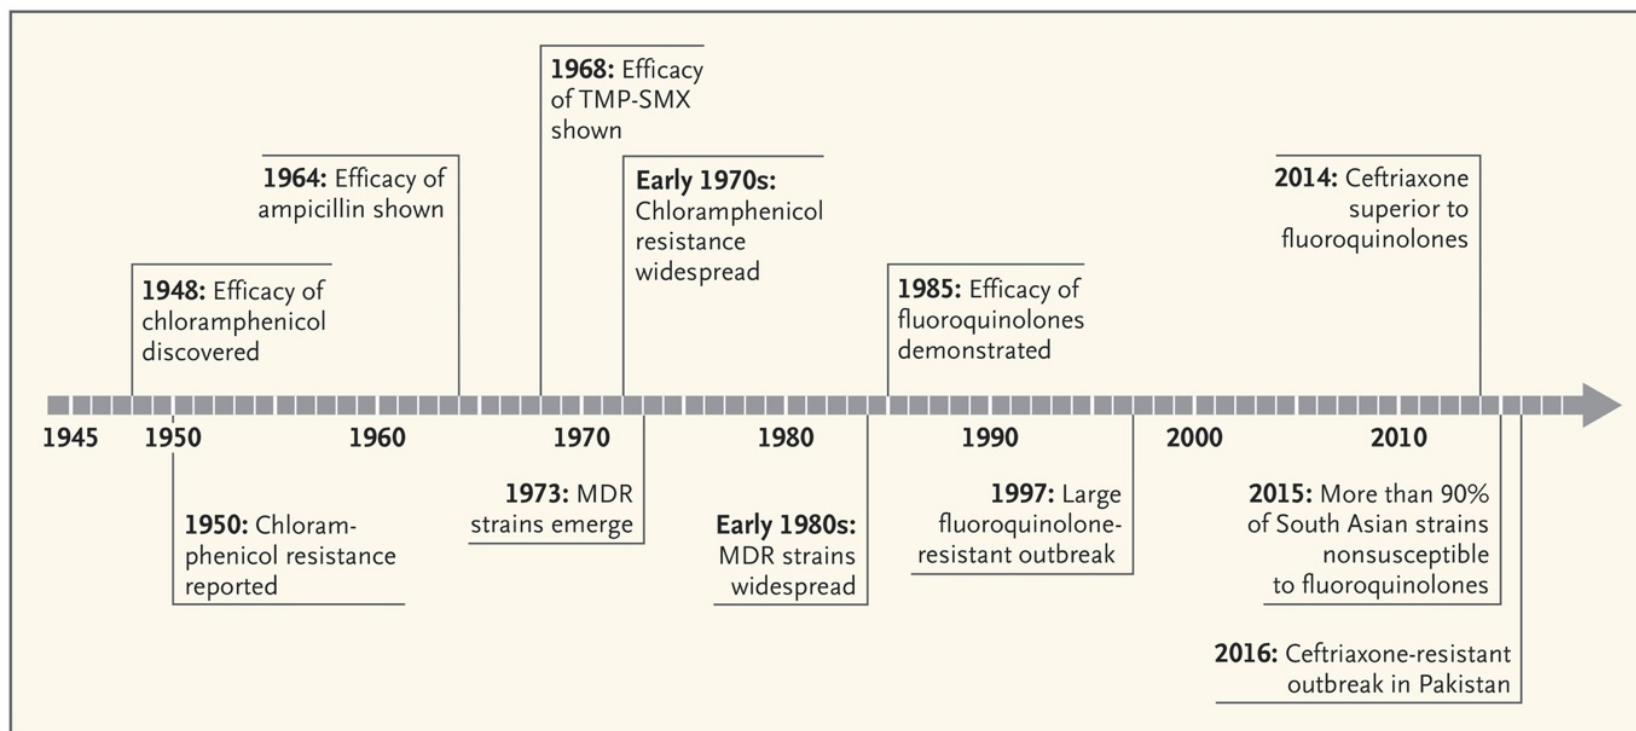 1968: Efficacy
of TMP-SMX
shown
1964: Efficacy of
ampicillin shown
Early 1970s:
Chloramphenicol
resistance
widespread
2014: Ceftriaxone
superior to
fluoroquinolones
1948: Efficacy of
chloramphenicol
discovered
1985: Efficacy of
fluoroquinolones
demonstrated
1945 1950 1960 1970 1980 1990 2000 2010
1950: Chloram-
phenicol resistance
reported
1973: MDR
strains emerge
Early 1980s:
MDR strains
widespread
1997: Large
fluoroquinolone-
resistant outbreak
2015: More than 90%
of South Asian strains
nonsusceptible
to fluoroquinolones
2016: Ceftriaxone-resistant
outbreak in Pakistan